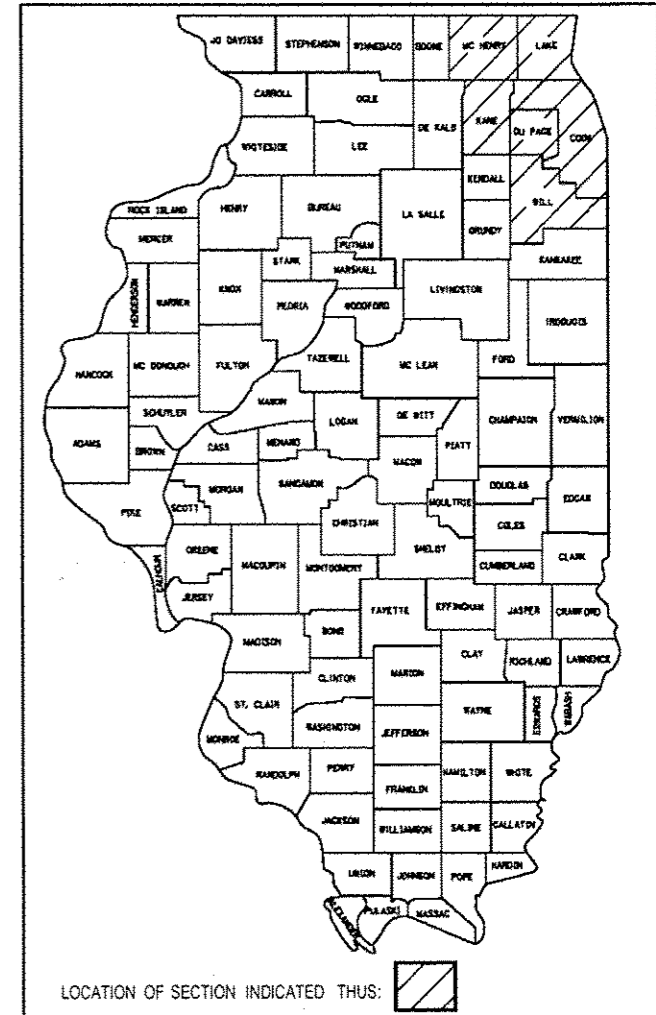 JO DAVIESS STEPHENSON WINNEBAGO BOONE MC HENRY LAKE
CARROLL OGLE DE KALB KANE DU PAGE COOK
WHITESIDE LEE KENDALL WILL
ROCK ISLAND HENRY BUREAU LA SALLE GRUNDY
MERCER PUTNAM KANKAKEE
STARK MARSHALL
HENDERSON WARREN KNOX PEORIA WOODFORD LIVINGSTON IROQUOIS
HANCOCK MC DONOUGH FULTON TAZEWELL MC LEAN FORD
SCHUYLER MASON LOGAN DE WITT CHAMPAIGN VERMILION
ADAMS BROWN CASS MENARD MACON PIATT
PIKE SCOTT MORGAN SANGAMON MOULTRIE DOUGLAS EDGAR
CHRISTIAN COLES
CALHOUN GREENE MACOUPIN MONTGOMERY SHELBY CUMBERLAND CLARK
JERSEY FAYETTE EFFINGHAM JASPER CRAWFORD
MADISON BOND CLAY RICHLAND LAWRENCE
CLINTON MARION
ST. CLAIR WASHINGTON JEFFERSON WAYNE EDWARDS WABASH
MONROE
RANDOLPH PERRY FRANKLIN HAMILTON WHITE
JACKSON WILLIAMSON SALINE GALLATIN
UNION JOHNSON POPE HARDIN
ALEXANDER PULASKI MASSAC
LOCATION OF SECTION INDICATED THUS: